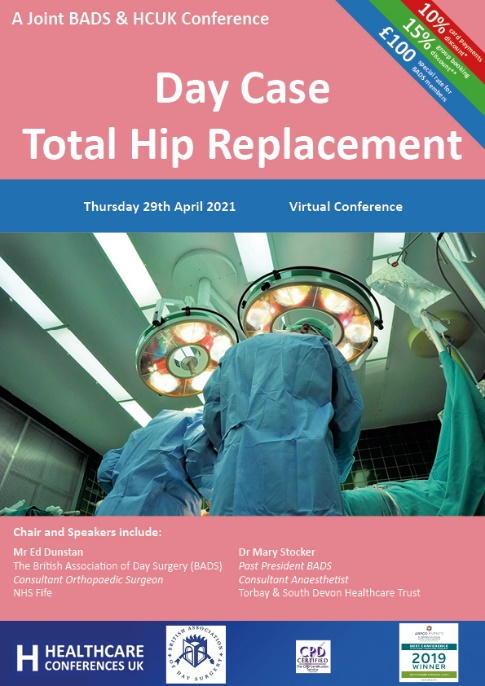 A Joint BADS & HCUK Conference
10% card payments
discount*
15% group booking
discount**
£100 special rate for
BADS members
Day Case
Total Hip Replacement
Thursday 29th April 2021 Virtual Conference
Chair and Speakers include:
Mr Ed Dunstan
The British Association of Day Surgery (BADS)
Consultant Orthopaedic Surgeon
NHS Fife
Dr Mary Stocker
Past President BADS
Consultant Anaesthetist
Torbay & South Devon Healthcare Trust
HEALTHCARE
CONFERENCES UK
BRITISH ASSOCIATION
OF DAY SURGERY
CPD
CERTIFIED
BEST CONFERENCE
2019
WINNER